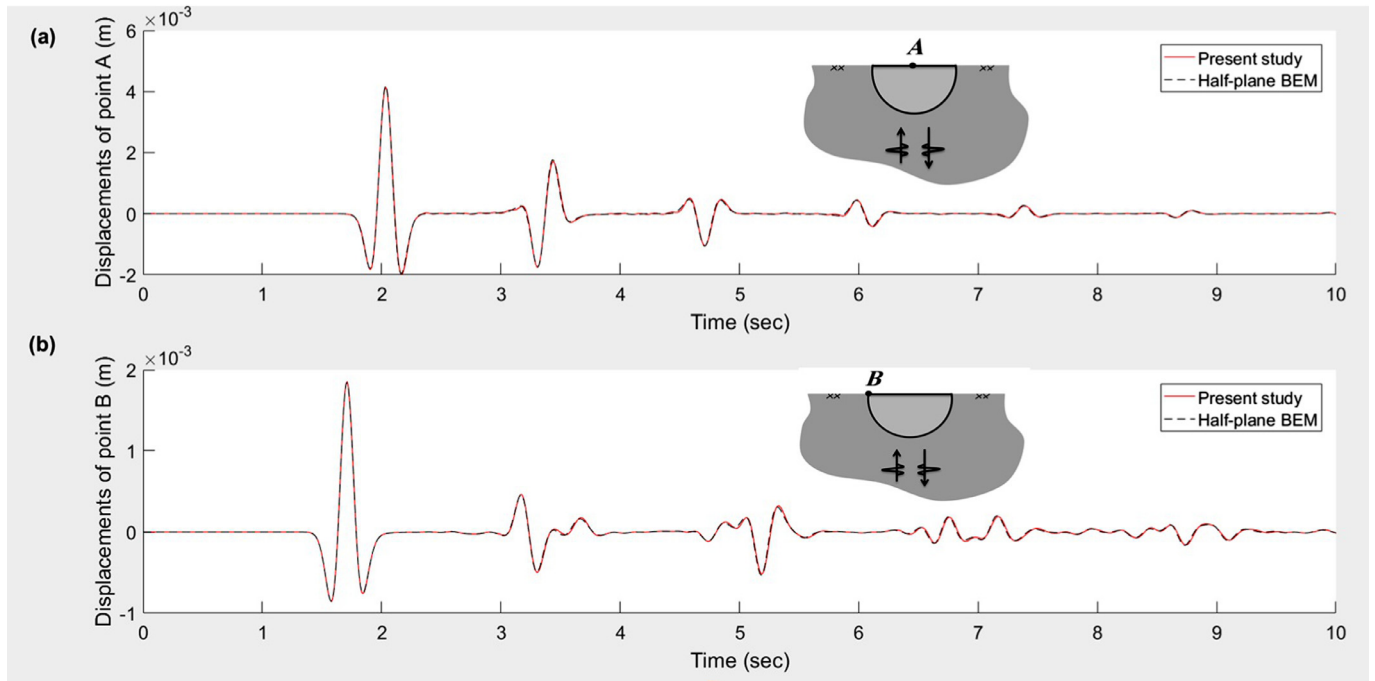 (a)
×10⁻³
Displacements of point A (m)
6
4
2
0
-2
A
Present study
Half-plane BEM
0 1 2 3 4 5 6 7 8 9 10
Time (sec)
(b)
×10⁻³
Displacements of point B (m)
2
1
0
-1
B
Present study
Half-plane BEM
0 1 2 3 4 5 6 7 8 9 10
Time (sec)